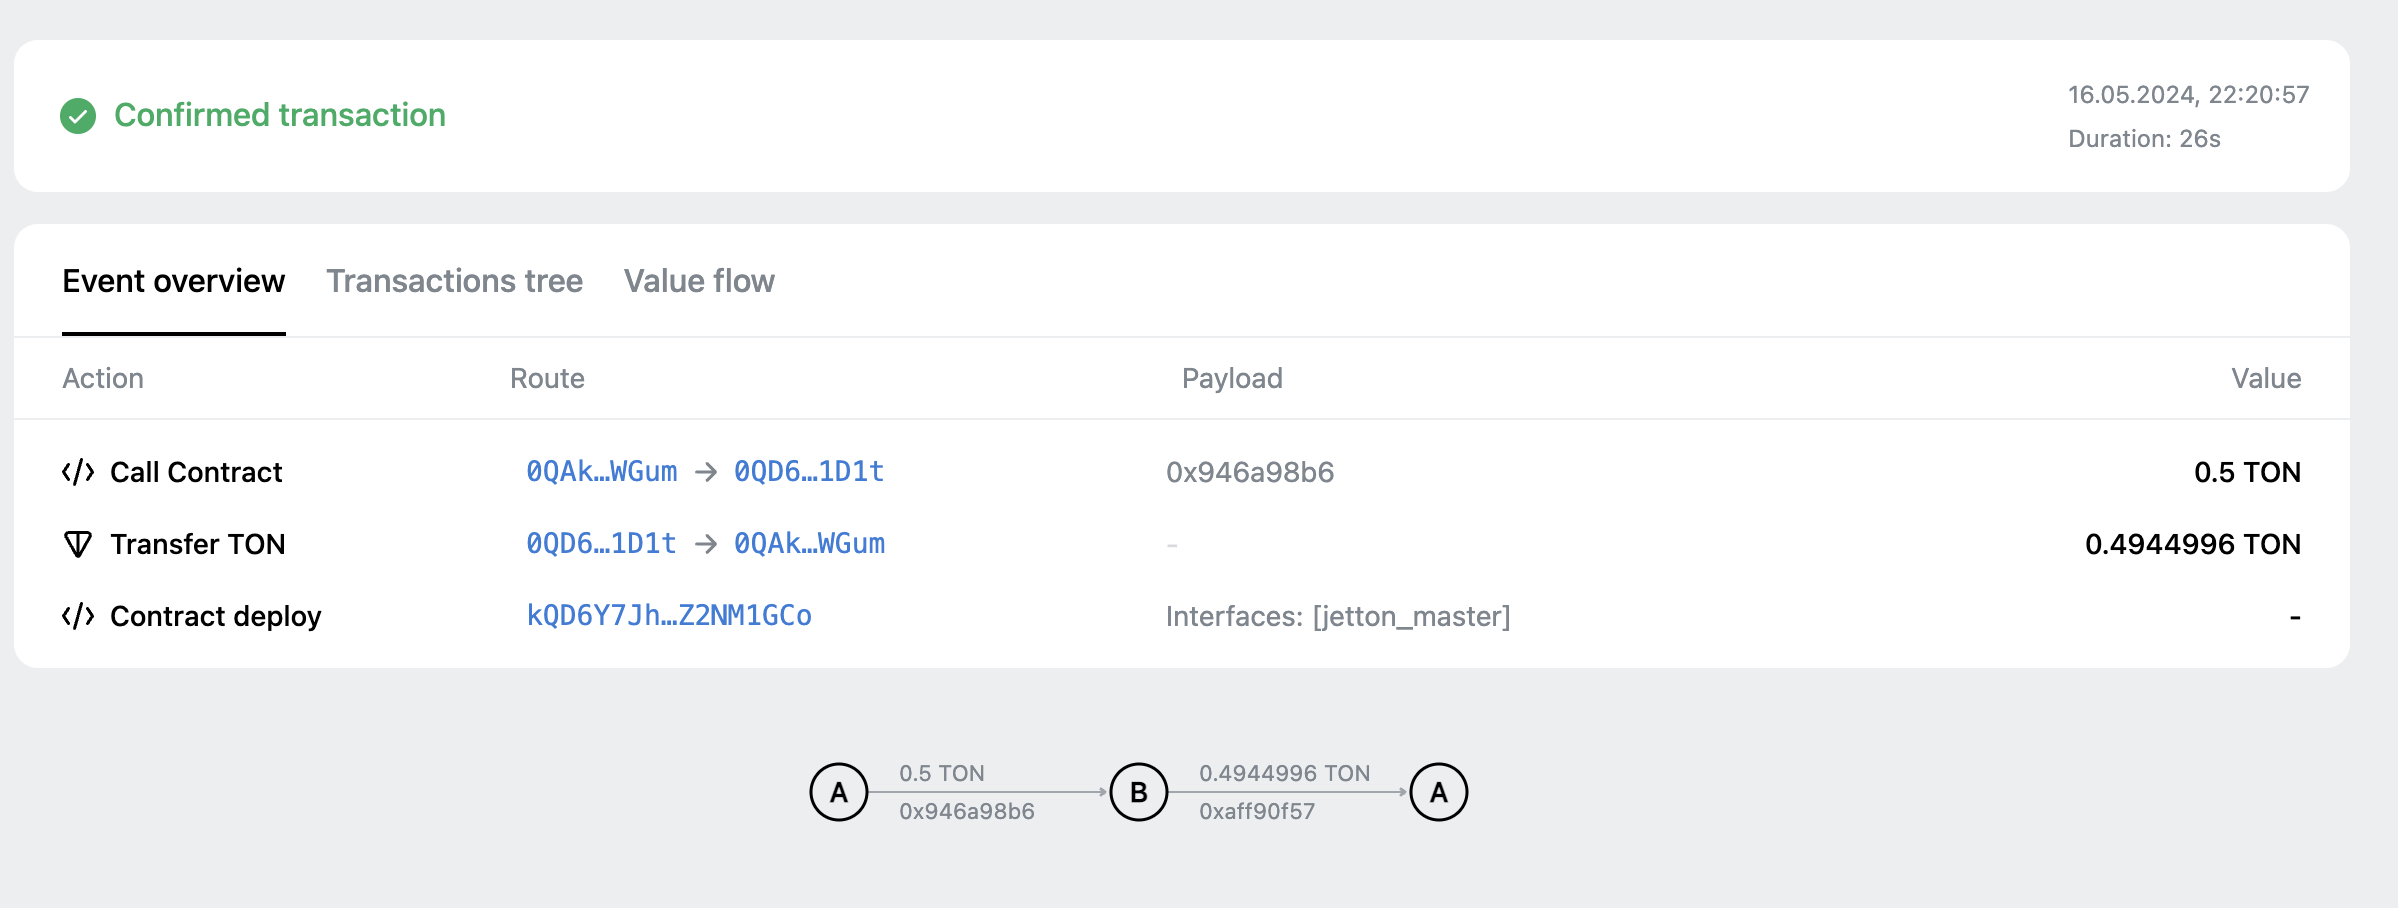 Confirmed transaction
16.05.2024, 22:20:57
Duration: 26s
Event overview Transactions tree Value flow
Action Route Payload Value
</> Call Contract 0QAk…WGum → 0QD6…1D1t 0x946a98b6 0.5 TON
Transfer TON 0QD6…1D1t → 0QAk…WGum - 0.4944996 TON
</> Contract deploy kQD6Y7Jh…Z2NM1GCo Interfaces: [jetton_master] -
0.5 TON 0.4944996 TON
A B A
0x946a98b6 0xaff90f57